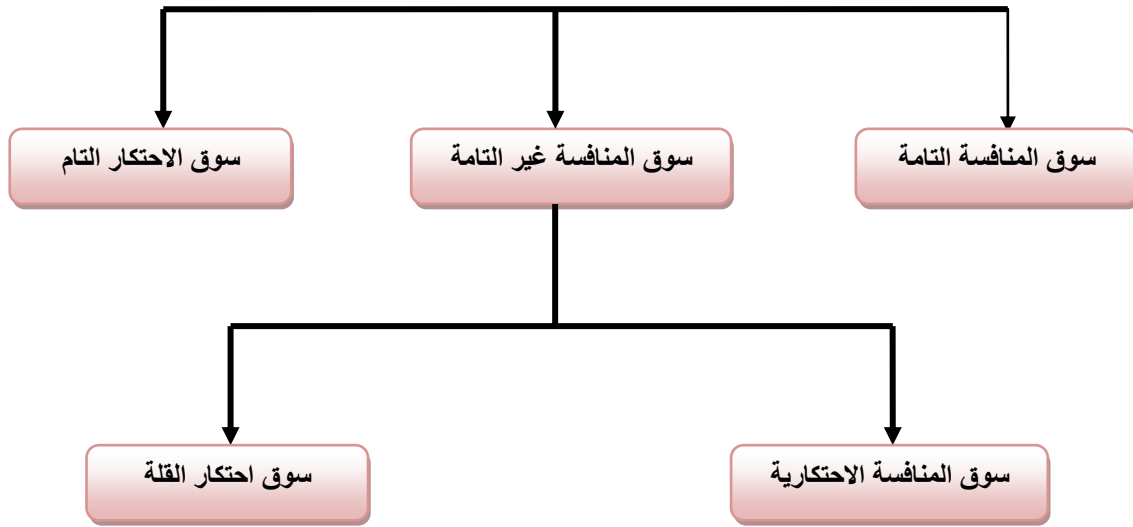 سوق المنافسة التامة
سوق المنافسة غير التامة
سوق الاحتكار التام
سوق المنافسة الاحتكارية
سوق احتكار القلة